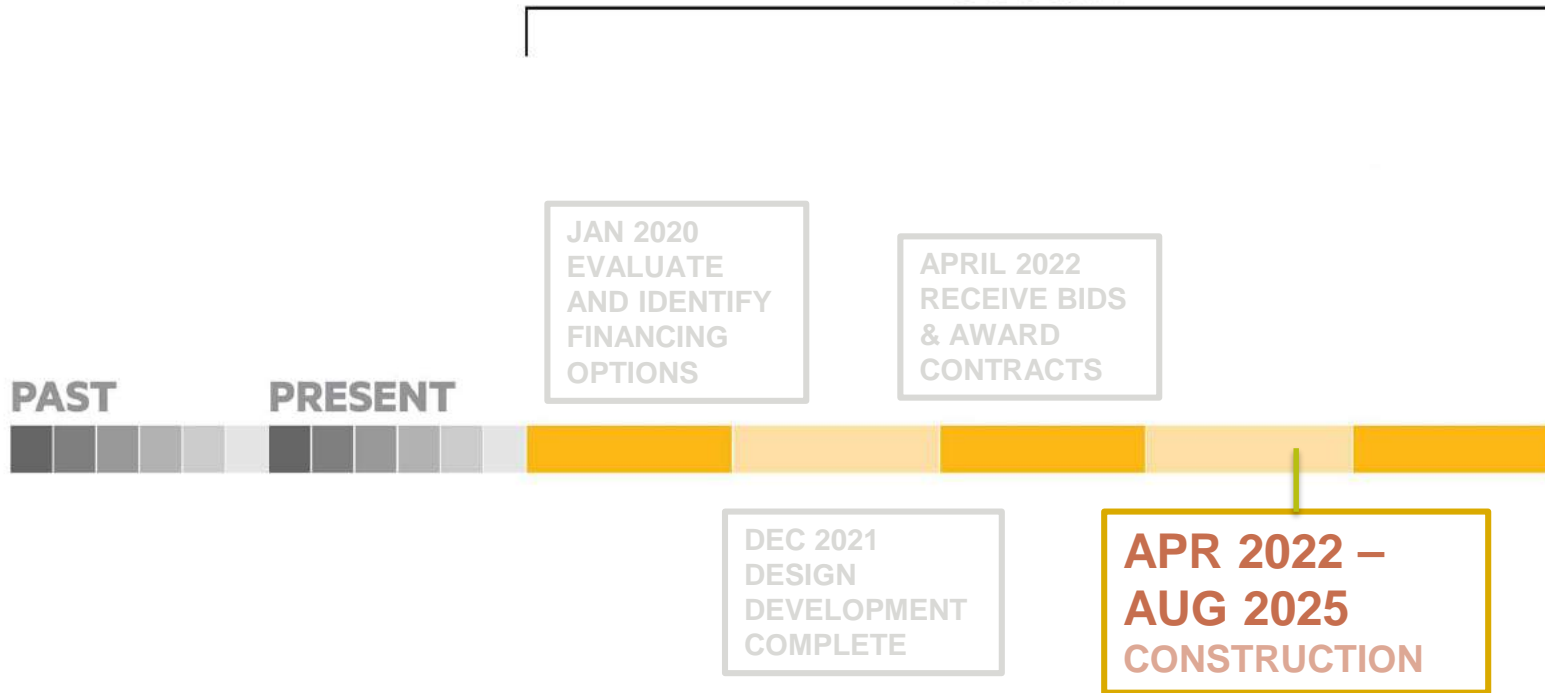 JAN 2020
EVALUATE
AND IDENTIFY
FINANCING
OPTIONS
APRIL 2022
RECEIVE BIDS
& AWARD
CONTRACTS
PAST
PRESENT
DEC 2021
DESIGN
DEVELOPMENT
COMPLETE
APR 2022 –
AUG 2025
CONSTRUCTION